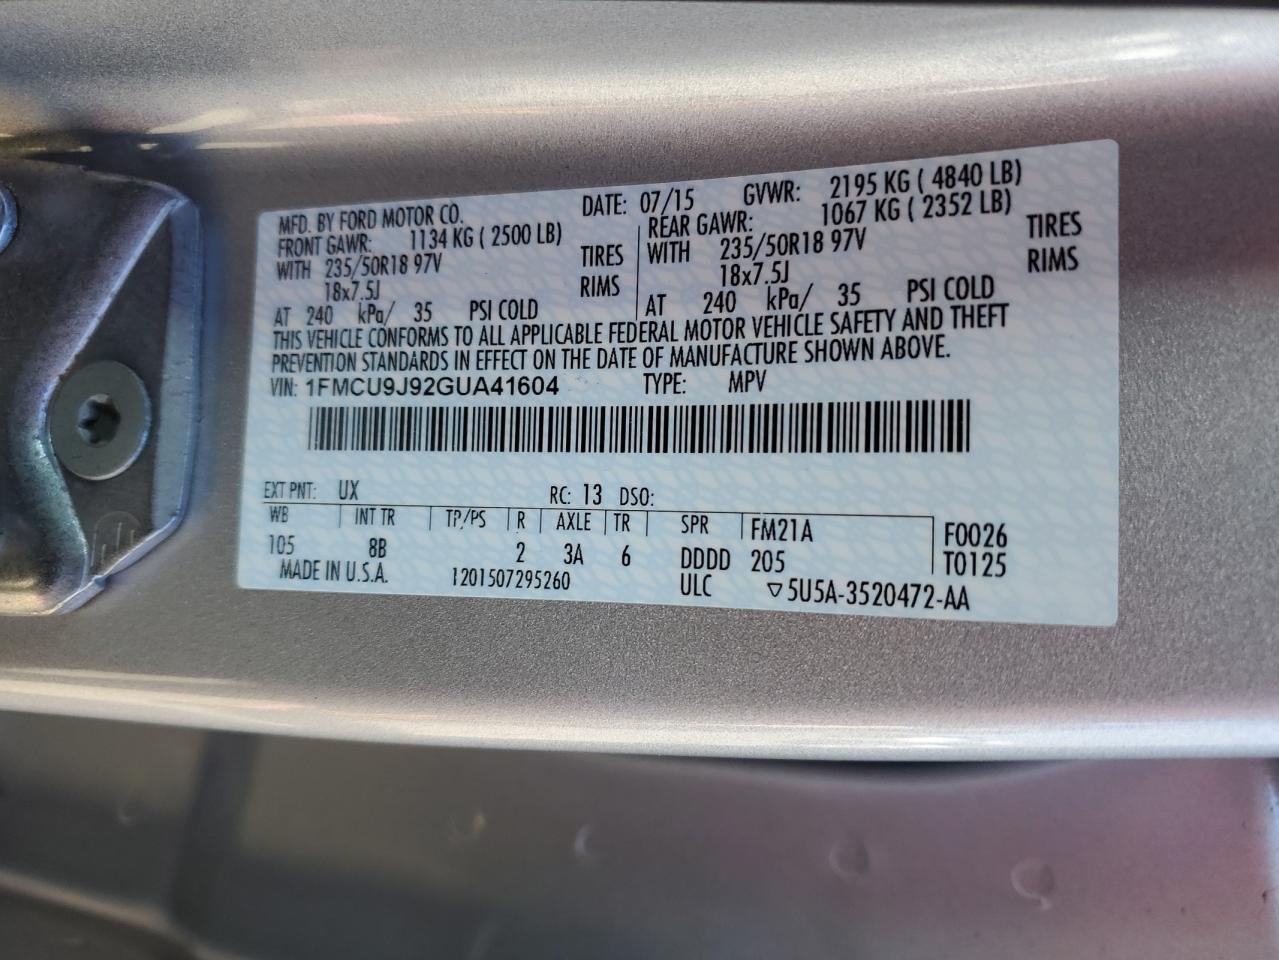 MFD. BY FORD MOTOR CO. DATE: 07/15 GVWR: 2195 KG ( 4840 LB)
FRONT GAWR: 1134 KG ( 2500 LB) REAR GAWR: 1067 KG ( 2352 LB)
WITH 235/50R18 97V TIRES WITH 235/50R18 97V TIRES
18x7.5J RIMS 18x7.5J RIMS
AT 240 kPa/ 35 PSI COLD AT 240 kPa/ 35 PSI COLD
THIS VEHICLE CONFORMS TO ALL APPLICABLE FEDERAL MOTOR VEHICLE SAFETY AND THEFT
PREVENTION STANDARDS IN EFFECT ON THE DATE OF MANUFACTURE SHOWN ABOVE.
VIN: 1FMCU9J92GUA41604 TYPE: MPV
EXT PNT: UX RC: 13 DSO:
WB INT TR TP/PS R AXLE TR SPR FM21A F0026
105 8B 2 3A 6 DDDD 205 T0125
MADE IN U.S.A. 1201507295260 ULC ▽5U5A-3520472-AA